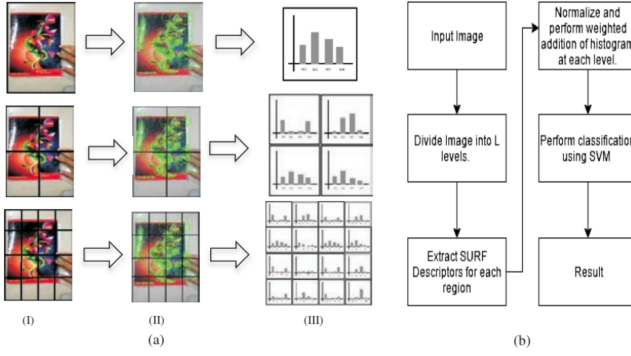 Input Image
Divide Image into L
levels.
Extract SURF
Descriptors for each
region
Normalize and
perform weighted
addition of histogram
at each level.
Perform classification
using SVM
Result
(I)
(II)
(III)
(a)
(b)